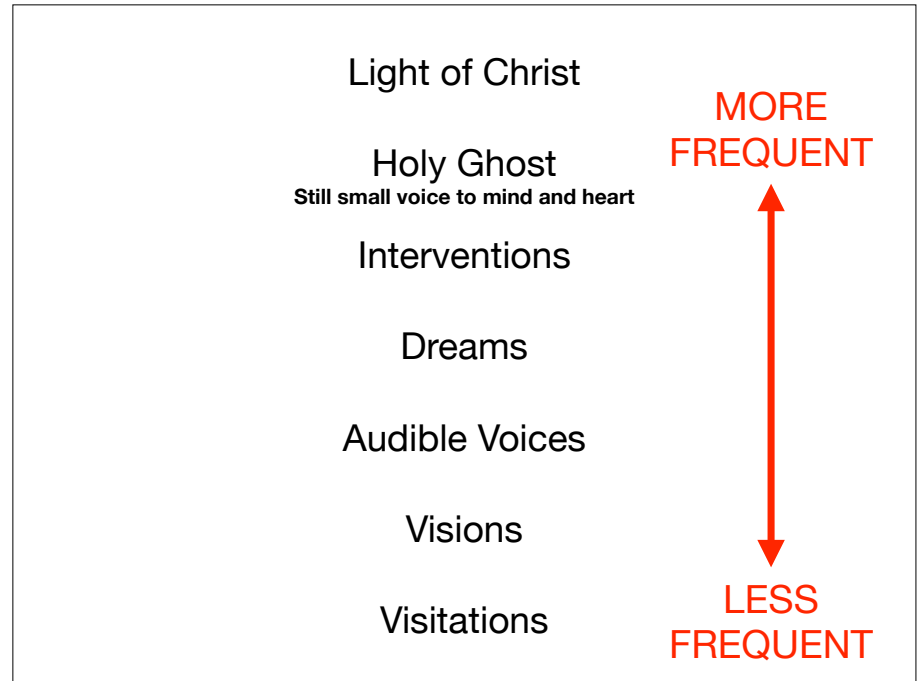 Light of Christ
MORE
FREQUENT
Holy Ghost
Still small voice to mind and heart
Interventions
Dreams
Audible Voices
Visions
Visitations
LESS
FREQUENT